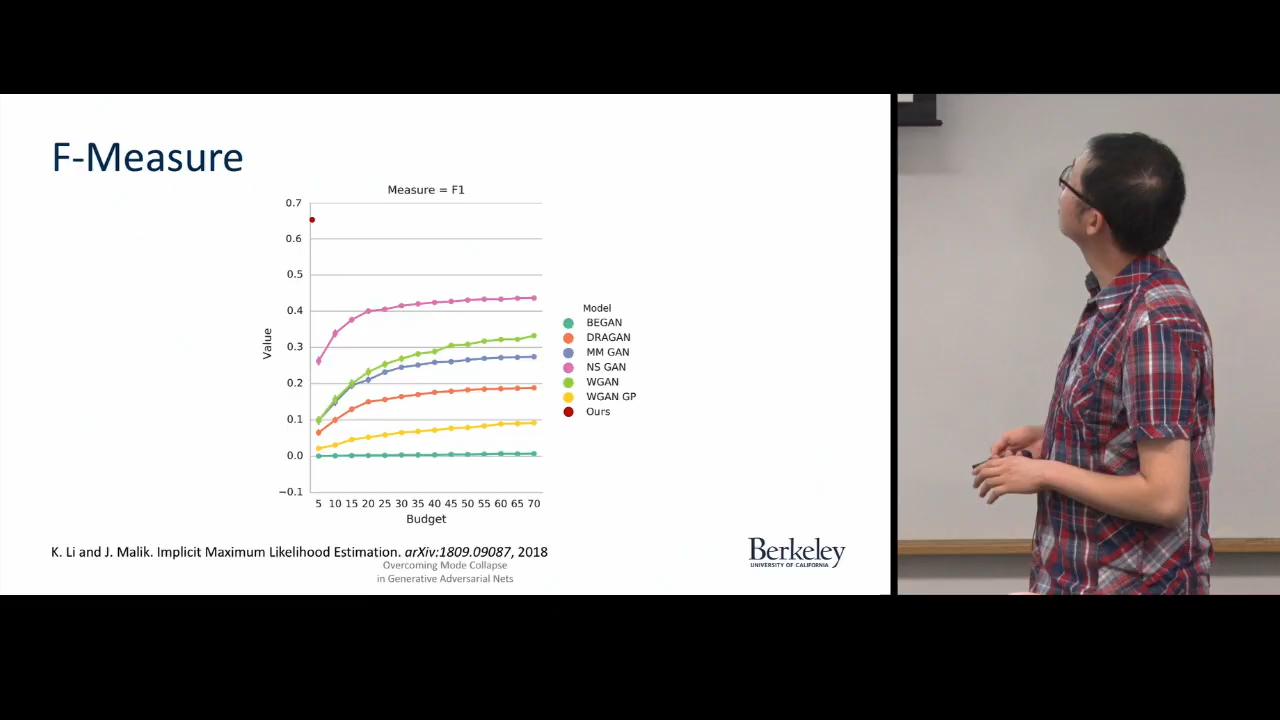 F-Measure
Measure = F1
0.7
0.6
0.5
0.4
0.3
0.2
0.1
0.0
−0.1
Value
5 10 15 20 25 30 35 40 45 50 55 60 65 70
Budget
Model
BEGAN
DRAGAN
MM GAN
NS GAN
WGAN
WGAN GP
Ours
K. Li and J. Malik. Implicit Maximum Likelihood Estimation. arXiv:1809.09087, 2018
Overcoming Mode Collapse
in Generative Adversarial Nets
Berkeley
UNIVERSITY OF CALIFORNIA